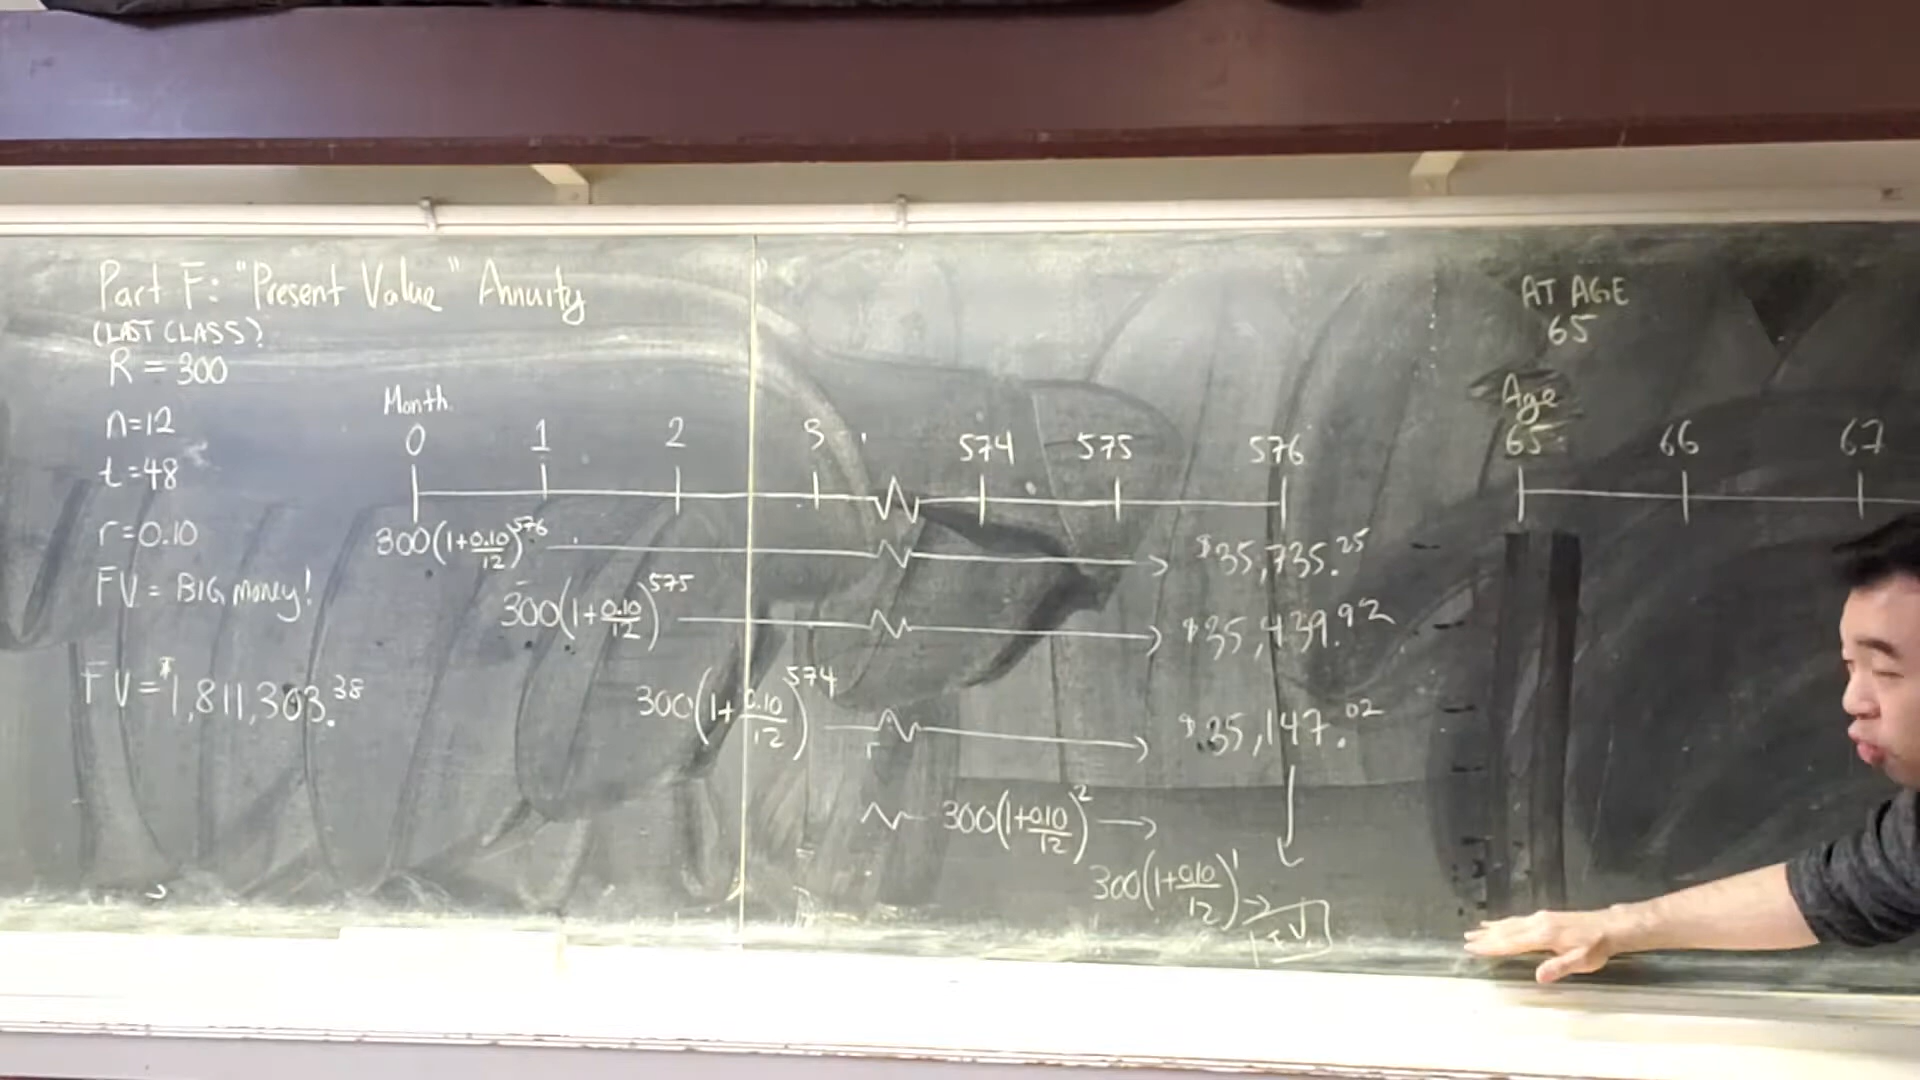 Part F: "Present Value" Annuity
(LAST CLASS?
R = 300
n=12
t=48
r=0.10
FV = BIG money!
FV = $1,811,303.38
Month
0 1 2 3 574 575 576
300(1+0.10/12)^576 → $35,735.25
300(1+0.10/12)^575 → $35,439.92
300(1+0.10/12)^574 → $35,147.02
300(1+0.10/12)^2 →
300(1+0.10/12)^1 →
F.V.
AT AGE
65
Age
65 66 67